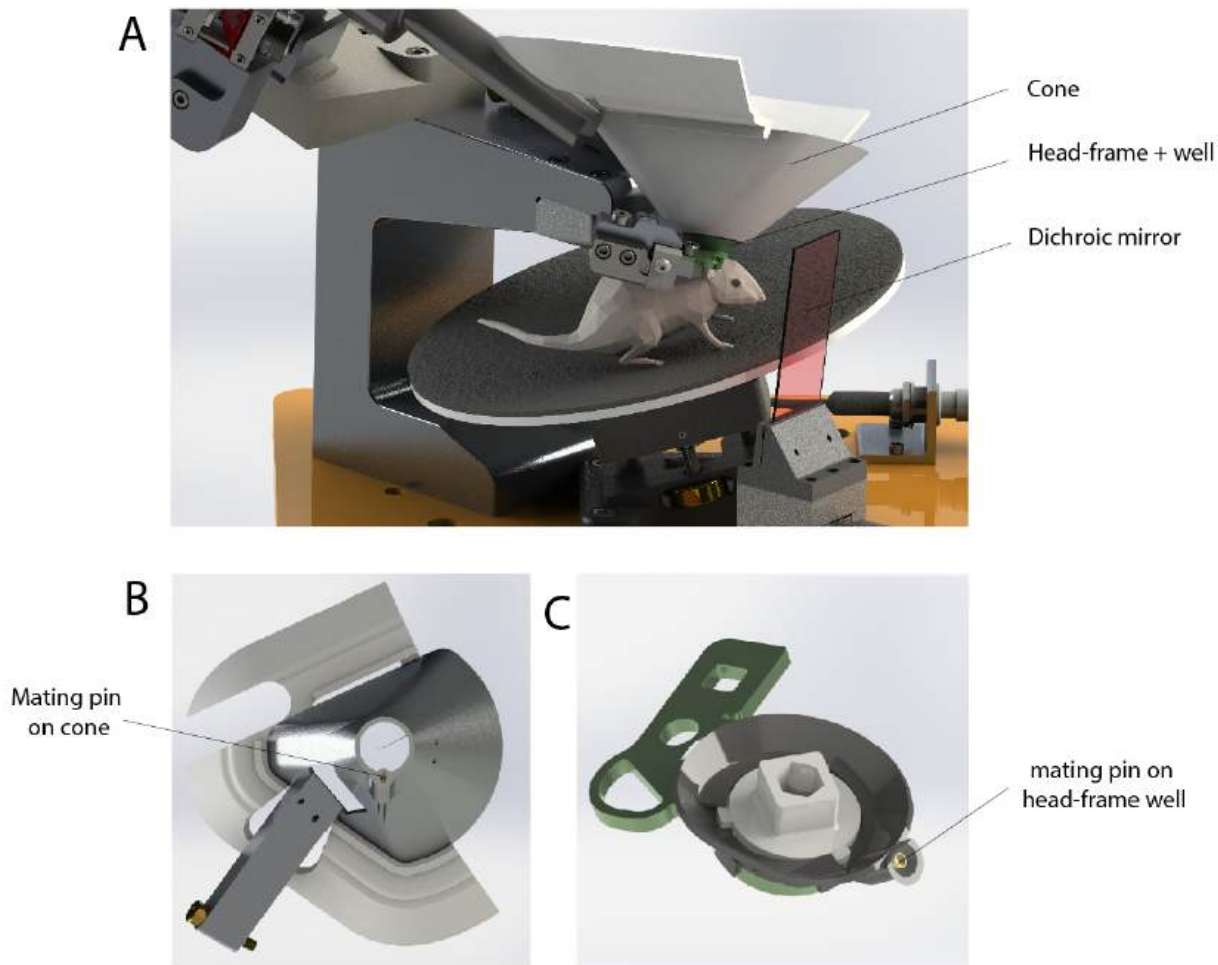 A
Cone
Head-frame + well
Dichroic mirror
B
Mating pin
on cone
C
mating pin on
head-frame well